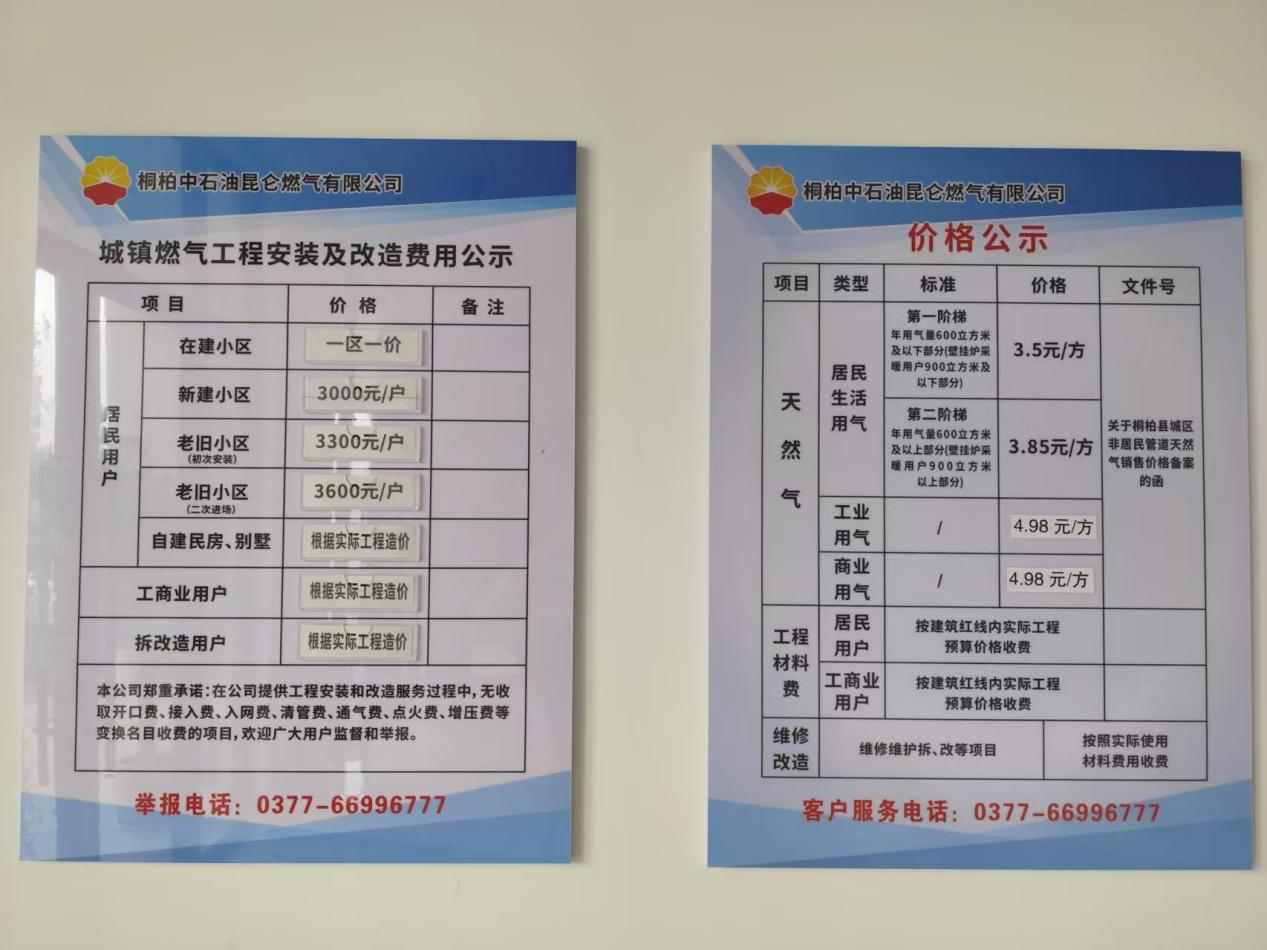 桐柏中石油昆仑燃气有限公司
城镇燃气工程安装及改造费用公示
项目 价格 备注
居民用户
在建小区 一区一价
新建小区 3000元/户
老旧小区 3300元/户
(初次安装)
老旧小区 3600元/户
(二次进场)
自建民房、别墅 根据实际工程造价
工商业用户 根据实际工程造价
拆改造用户 根据实际工程造价
本公司郑重承诺:在公司提供工程安装和改造服务过程中,无收
取开口费、接入费、入网费、清管费、通气费、点火费、增压费等
变换名目收费的项目,欢迎广大用户监督和举报。
举报电话：0377-66996777
桐柏中石油昆仑燃气有限公司
价格公示
项目 类型 标准 价格 文件号
天然气
居民
生活
用气
第一阶梯
年用气量600立方米
及以下部分(壁挂炉采
暖用户900立方米及
以下部分)
3.5元/方
第二阶梯
年用气量600立方米
及以上部分(壁挂炉采
暖用户900立方米
以上部分)
3.85元/方
关于桐柏县城区
非居民管道天然
气销售价格备案
的函
工业
用气
/
4.98 元/方
商业
用气
/
4.98 元/方
工程
材料
费
居民
用户
按建筑红线内实际工程
预算价格收费
工商业
用户
按建筑红线内实际工程
预算价格收费
维修
改造
维修维护拆、改等项目
按照实际使用
材料费用收费
客户服务电话：0377-66996777